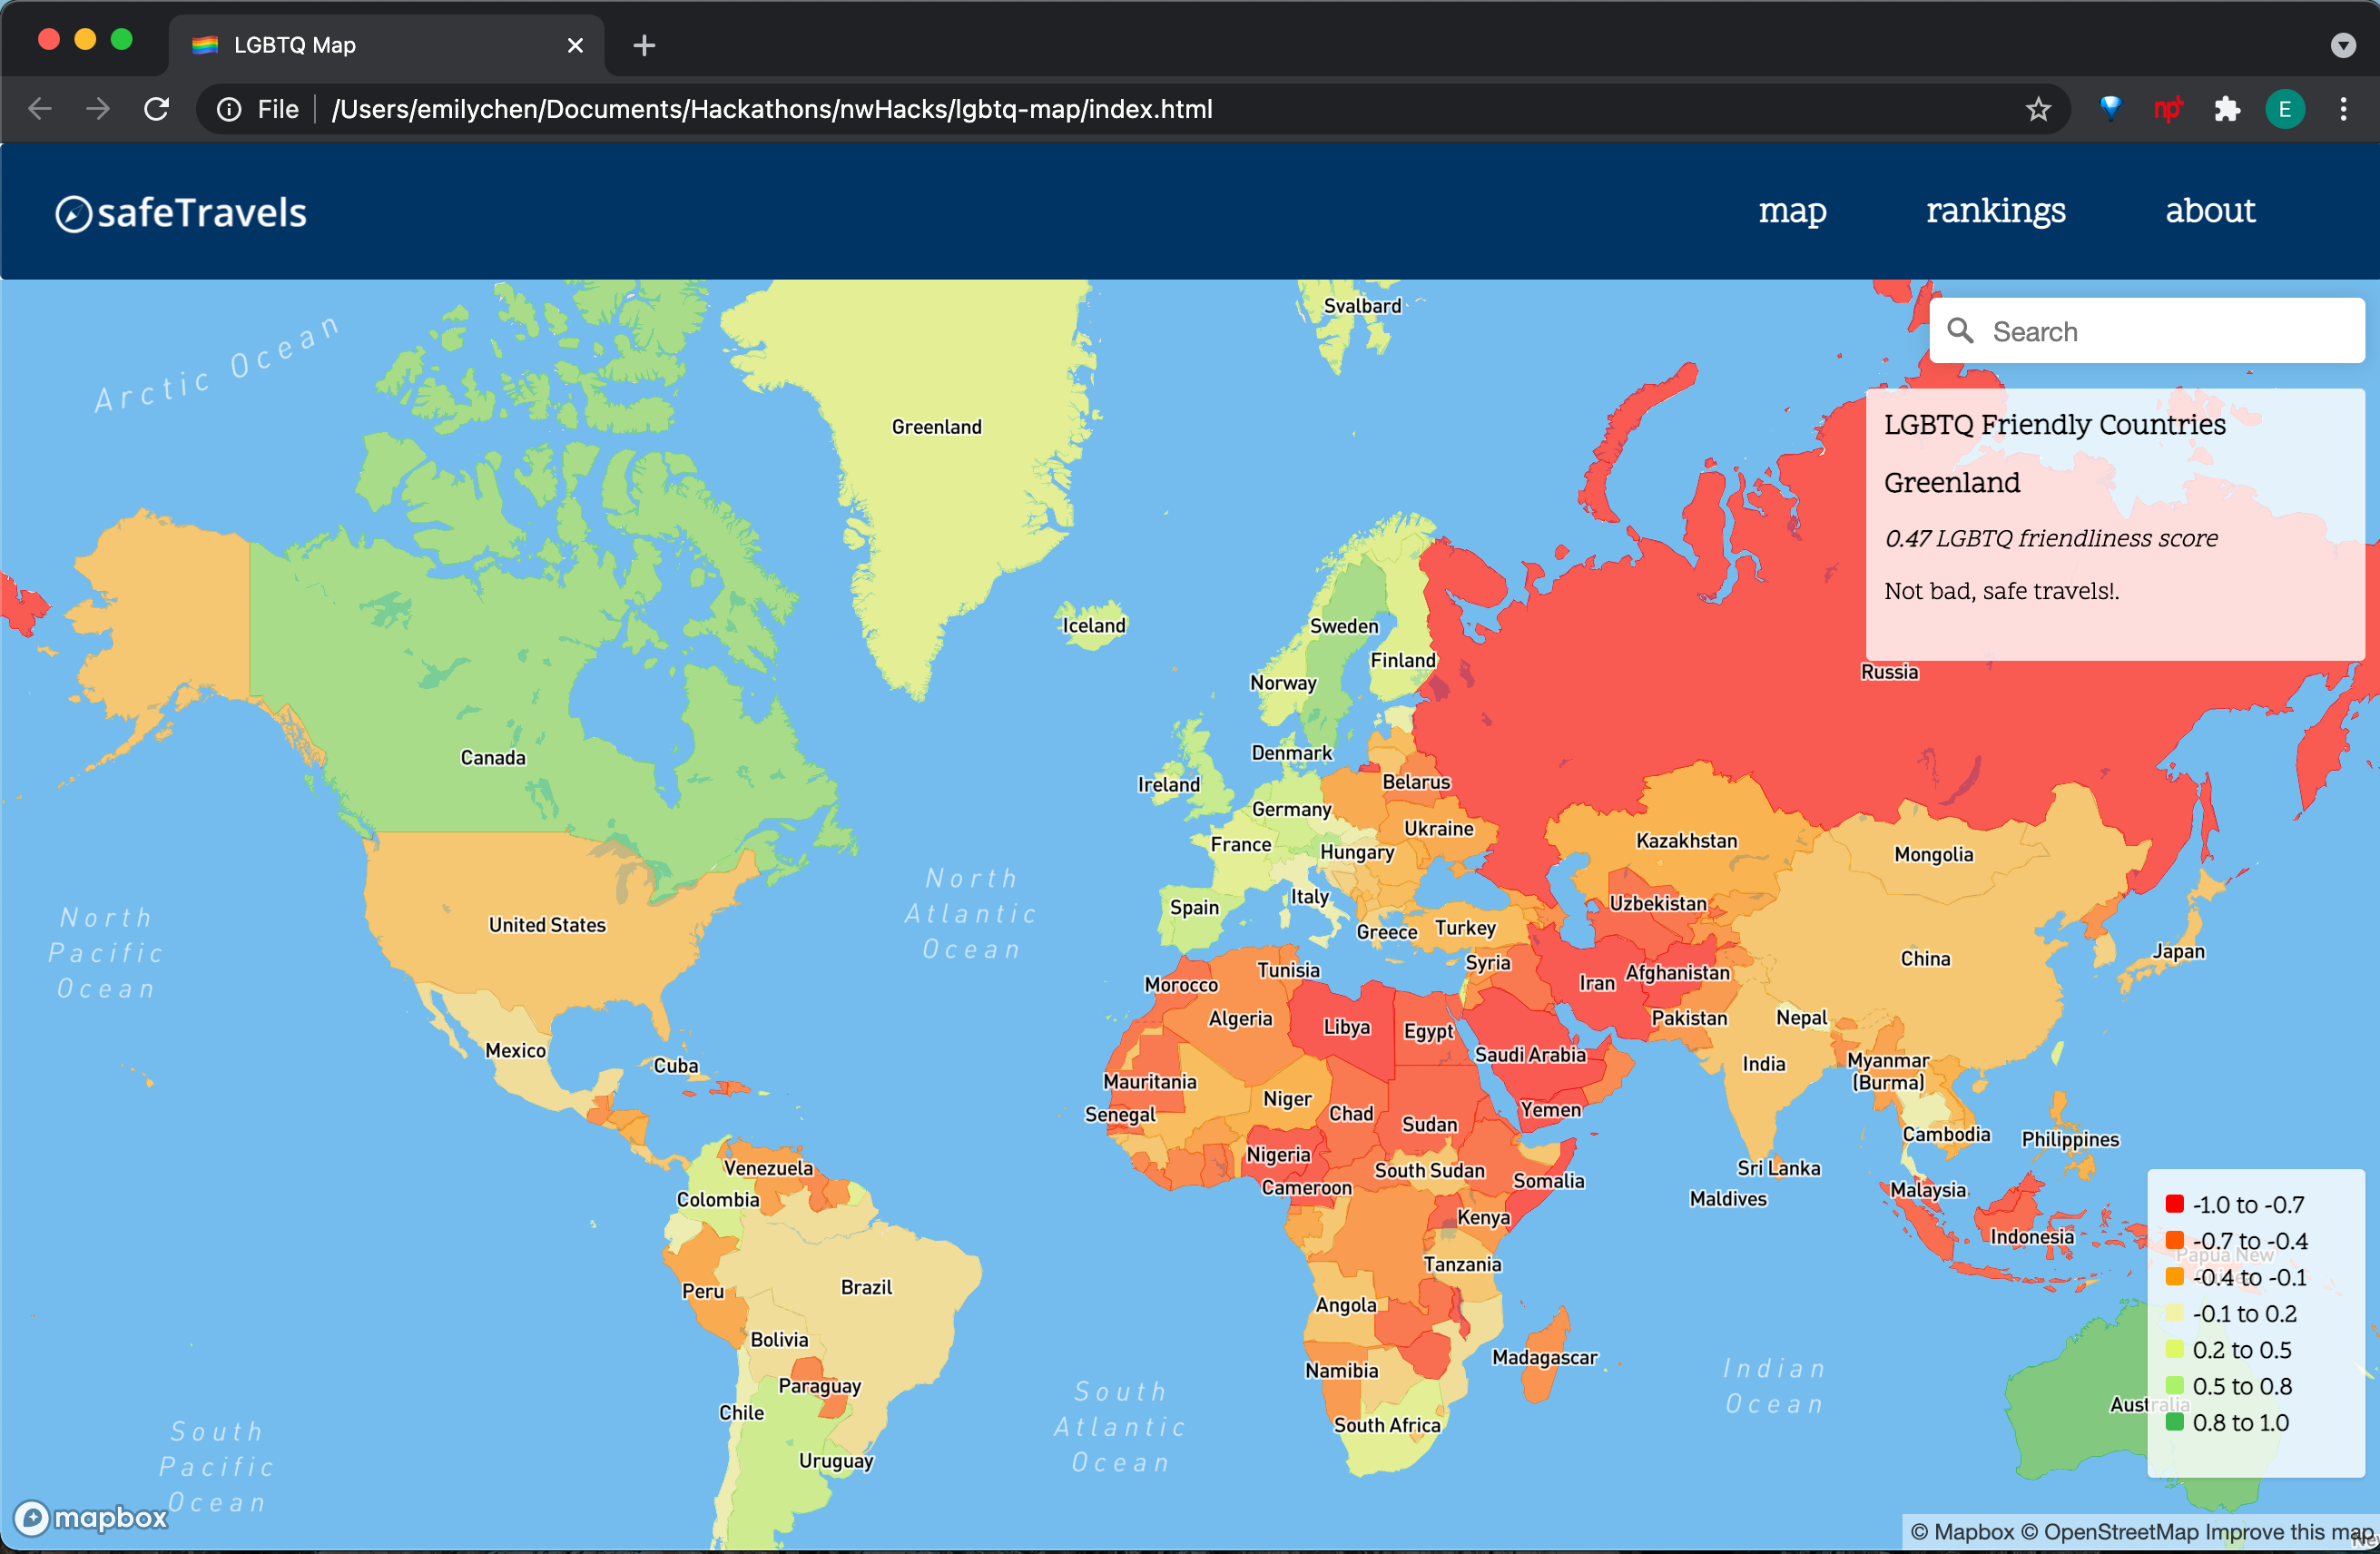 LGBTQ Map
File /Users/emilychen/Documents/Hackathons/nwHacks/lgbtq-map/index.html
np
E
safeTravels
map rankings about
Svalbard
Search
Arctic Ocean
LGBTQ Friendly Countries
Greenland
Greenland
0.47 LGBTQ friendliness score
Not bad, safe travels!.
Iceland
Sweden
Finland
Russia
Norway
Canada
Denmark
Ireland
Belarus
Germany
Ukraine
France
Hungary
Kazakhstan
Mongolia
North
Atlantic
Ocean
Italy
Spain
Uzbekistan
North
Pacific
Ocean
United States
Greece
Turkey
Japan
China
Syria
Tunisia
Afghanistan
Iran
Morocco
Algeria
Libya
Egypt
Pakistan
Nepal
Mexico
Cuba
Saudi Arabia
India
Myanmar
(Burma)
Mauritania
Niger
Senegal
Chad
Sudan
Yemen
Cambodia
Philippines
Nigeria
Venezuela
South Sudan
Somalia
Sri Lanka
Cameroon
Colombia
Maldives
Malaysia
-1.0 to -0.7
Kenya
Indonesia
-0.7 to -0.4
Papua New
Tanzania
-0.4 to -0.1
Brazil
Peru
Angola
-0.1 to 0.2
Bolivia
0.2 to 0.5
Namibia
Madagascar
Indian
Ocean
Paraguay
0.5 to 0.8
Chile
South
Atlantic
Ocean
Australia
South Africa
0.8 to 1.0
Uruguay
South
Pacific
Ocean
mapbox
© Mapbox © OpenStreetMap Improve this map